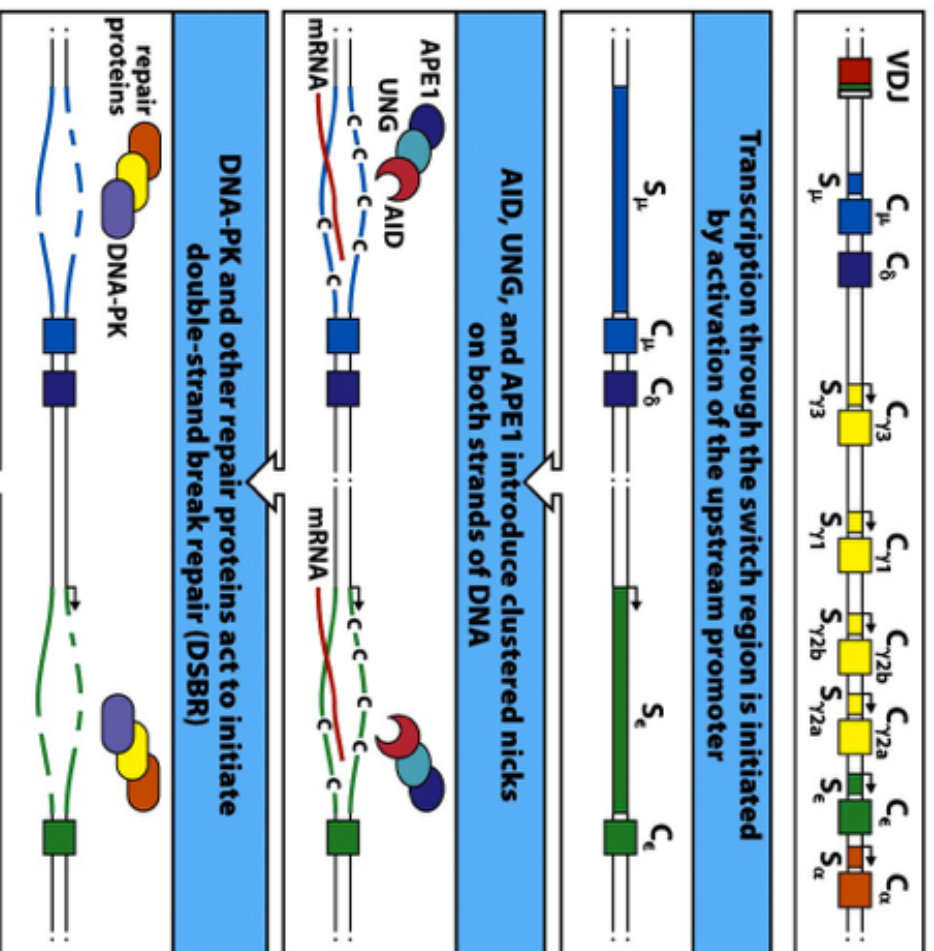 VDJ
Cμ
Cδ
Cγ3
Cγ1
Cγ2b
Cγ2a
Cϵ
Cα
Sμ
Sγ3
Sγ1
Sγ2b
Sγ2a
Sϵ
Sα
Transcription through the switch region is initiated
by activation of the upstream promoter
Sμ
Cμ
Cδ
Sϵ
Cϵ
AID, UNG, and APE1 introduce clustered nicks
on both strands of DNA
APE1
UNG
AID
C
C
C
C
C
C
C
C
C
C
C
C
mRNA
mRNA
DNA-PK and other repair proteins act to initiate
double-strand break repair (DSBR)
repair
proteins
DNA-PK